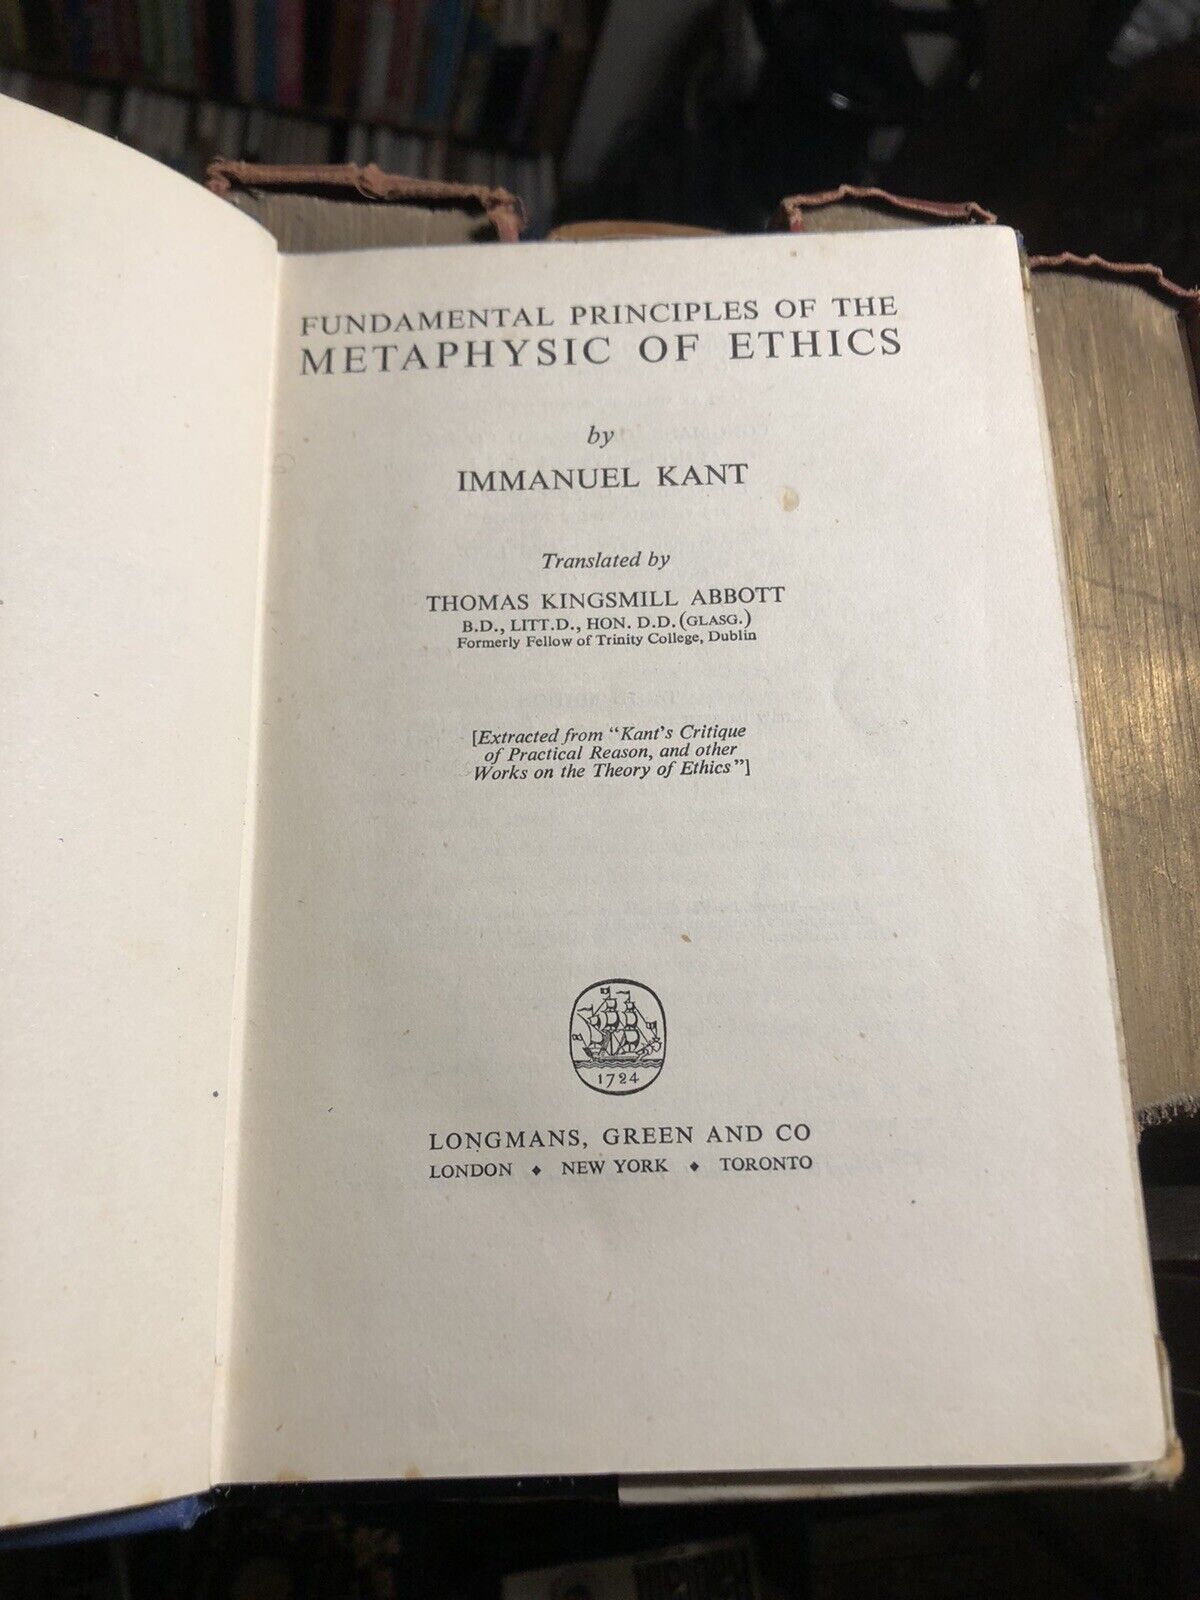 FUNDAMENTAL PRINCIPLES OF THE
METAPHYSIC OF ETHICS
by
IMMANUEL KANT
Translated by
THOMAS KINGSMILL ABBOTT
B.D., LITT.D., HON. D.D. (GLASG.)
Formerly Fellow of Trinity College, Dublin
[Extracted from "Kant's Critique
of Practical Reason, and other
Works on the Theory of Ethics"]
1724
LONGMANS, GREEN AND CO
LONDON ♦ NEW YORK ♦ TORONTO